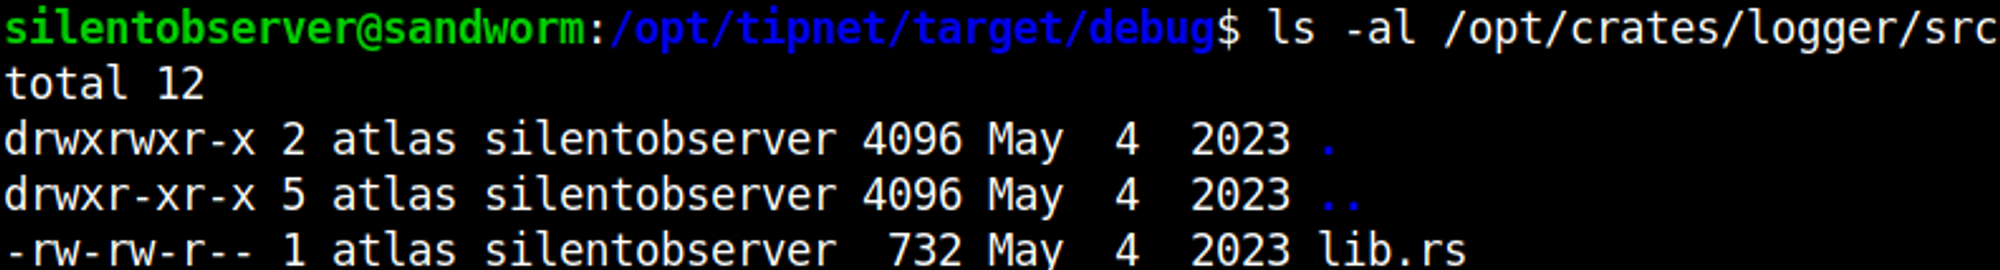 silentobserver@sandworm:/opt/tipnet/target/debug$ ls -al /opt/crates/logger/src
total 12
drwxrwxr-x 2 atlas silentobserver 4096 May  4  2023 .
drwxr-xr-x 5 atlas silentobserver 4096 May  4  2023 ..
-rw-rw-r-- 1 atlas silentobserver  732 May  4  2023 lib.rs